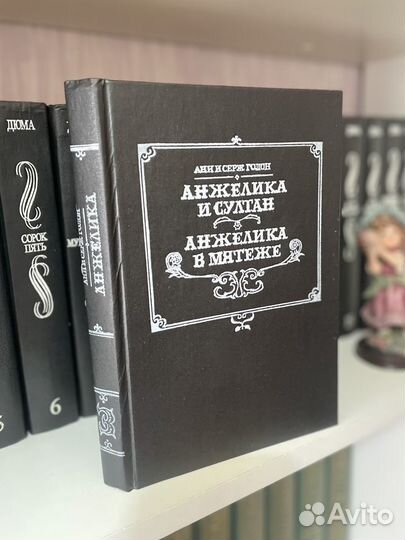 АНН И СЕРЖ ГОЛОН
АНЖЕЛИКА
И СУЛТАН
АНЖЕЛИКА
В МЯТЕЖЕ
АНЖЕЛИКА
ДЮМА
СОРОК
ПЯТЬ
6
Avito